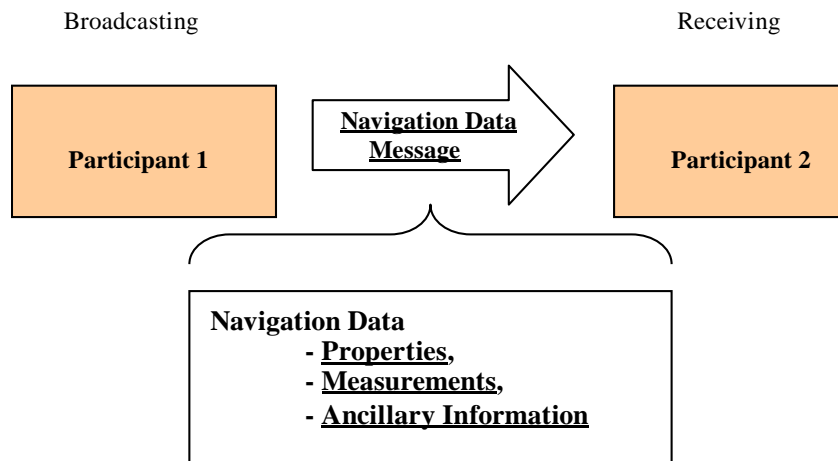 Broadcasting
Receiving
Participant 1
Navigation Data
Message
Participant 2
Navigation Data
- Properties,
- Measurements,
- Ancillary Information